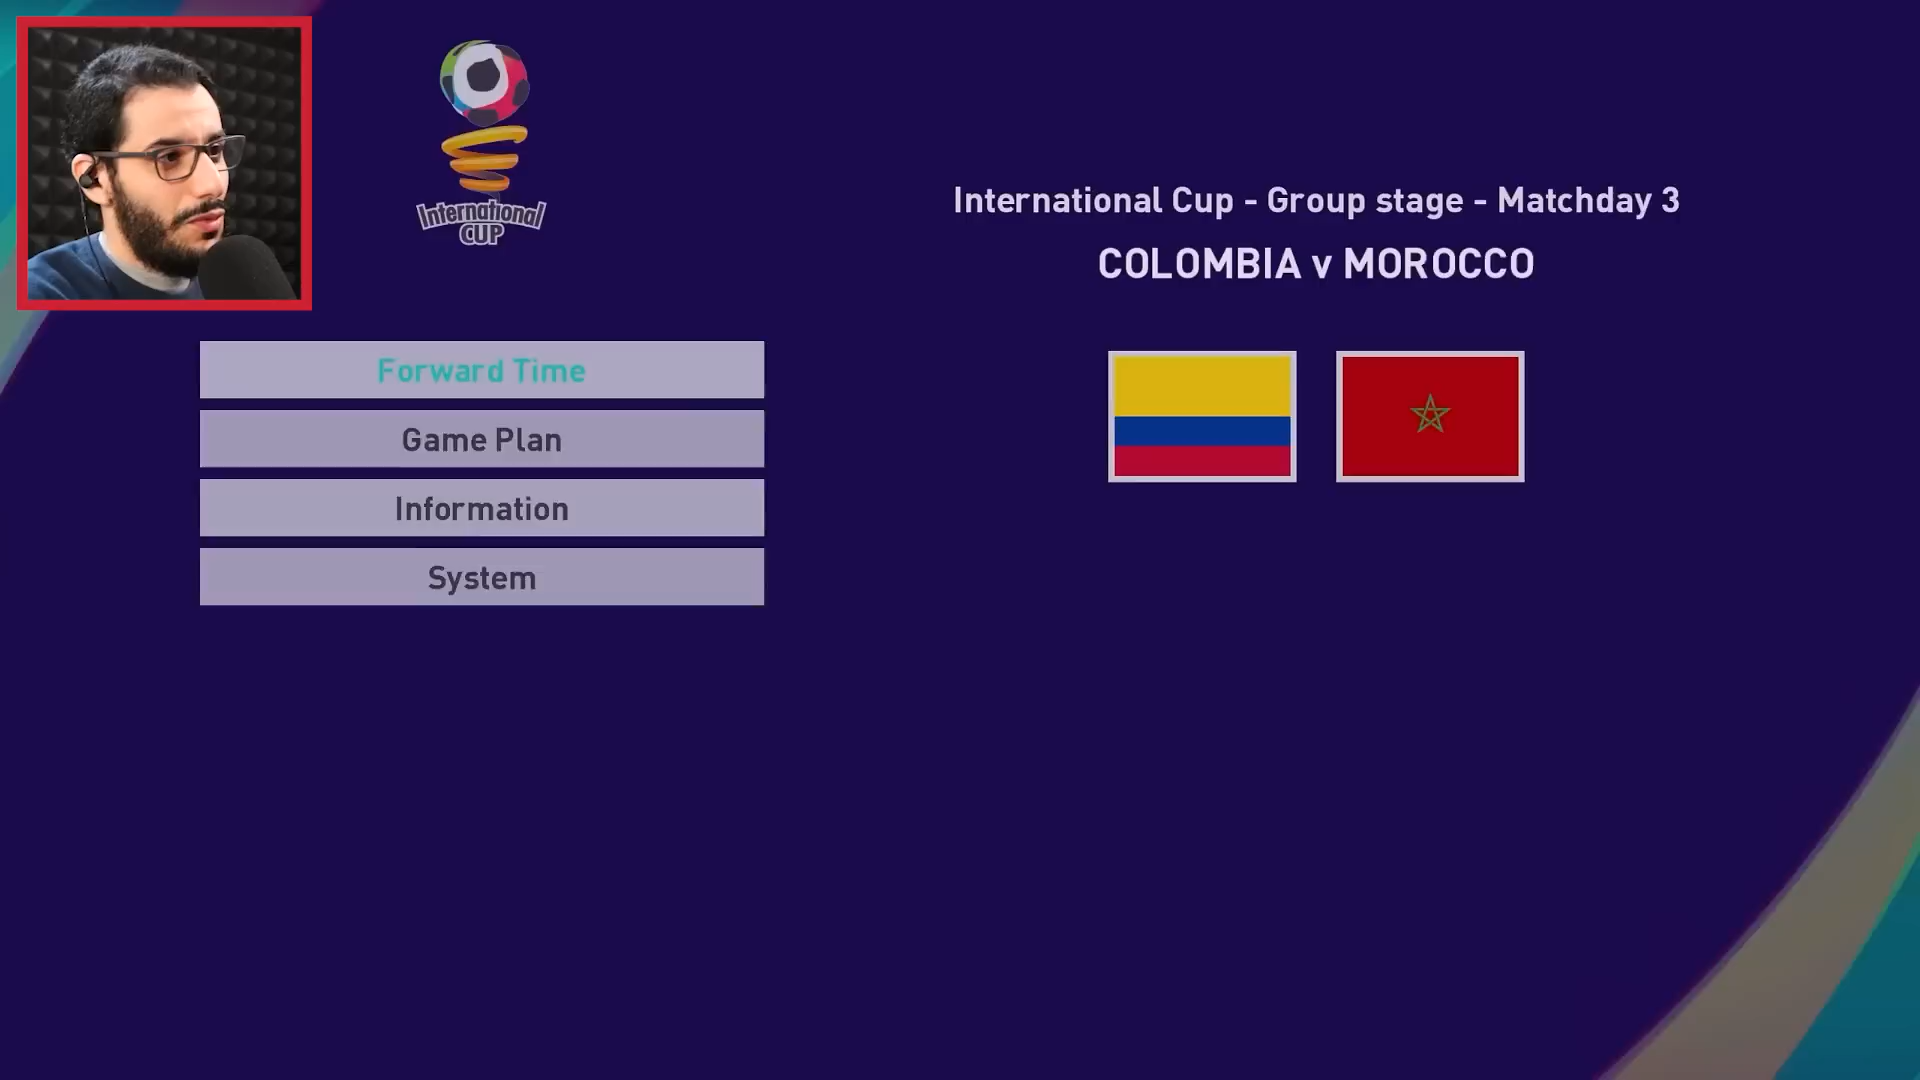 International
CUP
International Cup - Group stage - Matchday 3
COLOMBIA v MOROCCO
Forward Time
Game Plan
Information
System